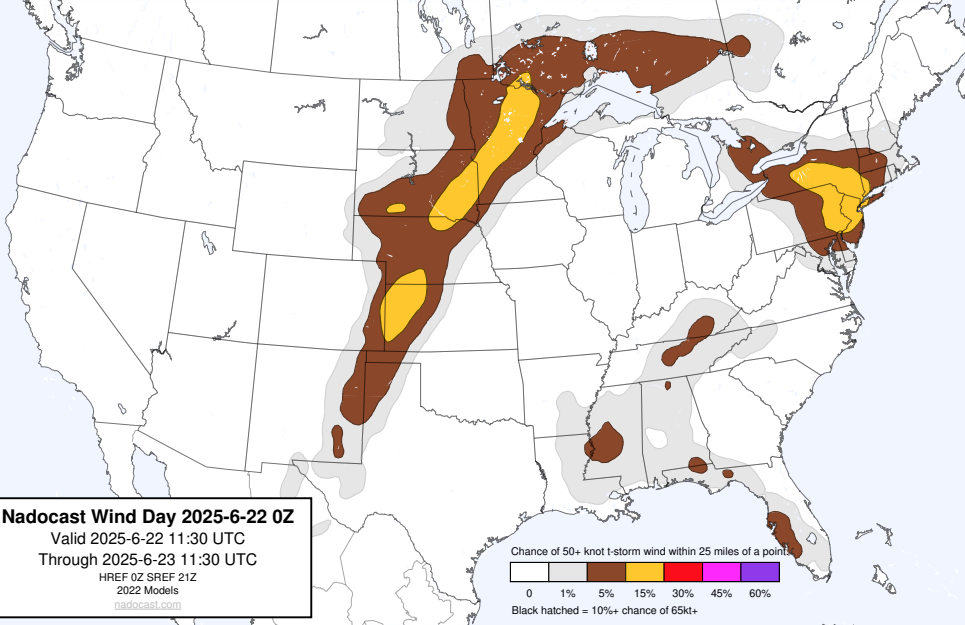 Nadocast Wind Day 2025-6-22 0Z
Valid 2025-6-22 11:30 UTC
Through 2025-6-23 11:30 UTC
HREF 0Z SREF 21Z
2022 Models
nadocast.com
Chance of 50+ knot t-storm wind within 25 miles of a point.
0 1% 5% 15% 30% 45% 60%
Black hatched = 10%+ chance of 65kt+